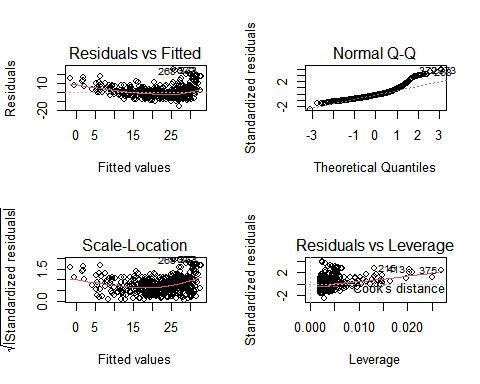 Residuals vs Fitted
Residuals
-20
10
0
5
15
25
Fitted values
Normal Q-Q
Standardized residuals
-2
2
-3
-2
-1
0
1
2
3
Theoretical Quantiles
Scale-Location
√|Standardized residuals|
0.0
1.5
0
5
15
25
Fitted values
Residuals vs Leverage
Standardized residuals
-2
2
4
375
Cook's distance
0.000
0.010
0.020
Leverage